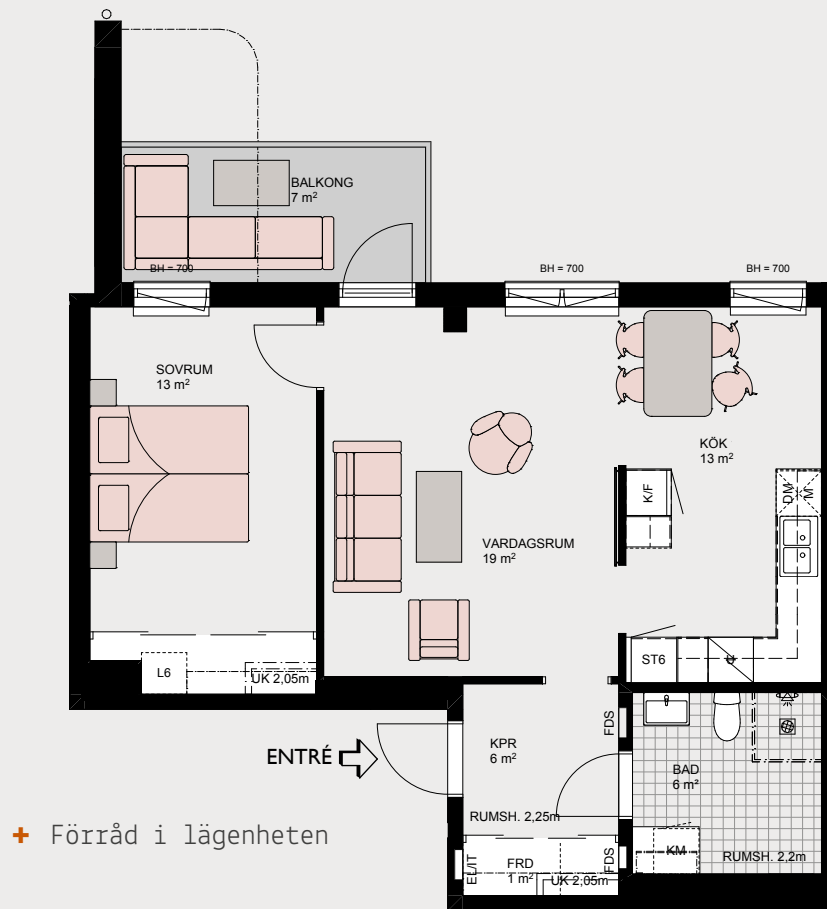 BALKONG
7 m²
BH = 700
BH = 700
BH = 700
SOVRUM
13 m²
KÖK
13 m²
K/F
DM
M
VARDAGSRUM
19 m²
L6
UK 2,05m
ST6
U
ENTRÉ
KPR
6 m²
FDS
BAD
6 m²
RUMSH. 2,25m
+ Förråd i lägenheten
EL/IT
FRD
1 m²
UK 2,05m
FDS
KM
RUMSH. 2,2m